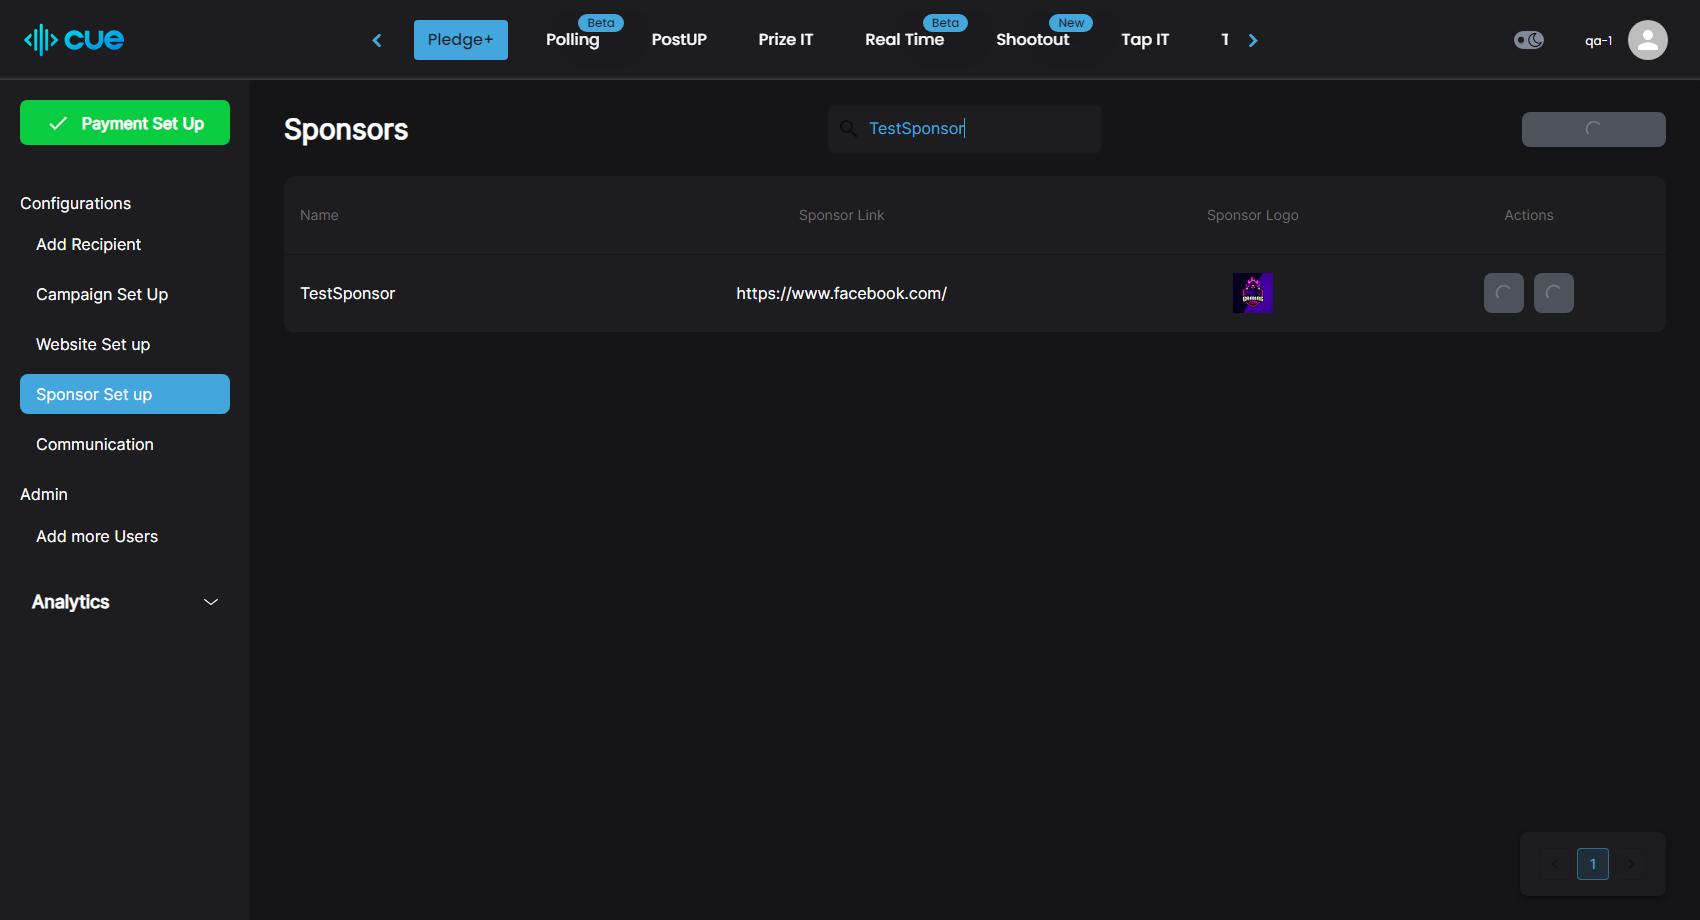 cue
Pledge+
Polling
Beta
PostUP
Prize IT
Real Time
Beta
Shootout
New
Tap IT
T
qa-1
Payment Set Up
Configurations
Add Recipient
Campaign Set Up
Website Set up
Sponsor Set up
Communication
Admin
Add more Users
Analytics
Sponsors
TestSponsor
Name Sponsor Link Sponsor Logo Actions
TestSponsor https://www.facebook.com/ GAMING
1